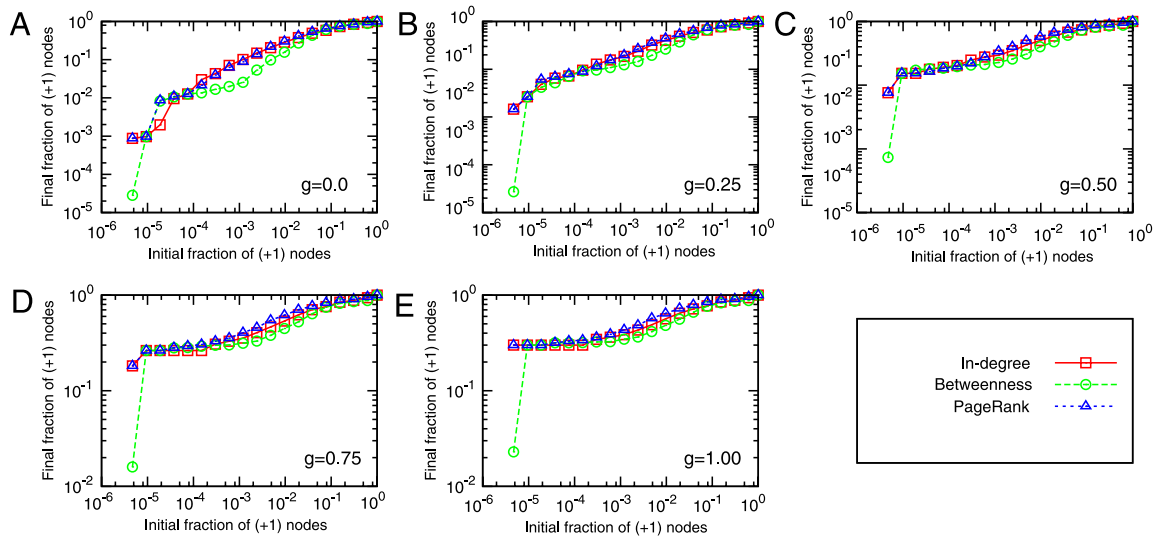 A
Final fraction of (+1) nodes
10^0
10^-1
10^-2
10^-3
10^-4
10^-5
g=0.0
10^-6 10^-5 10^-4 10^-3 10^-2 10^-1 10^0
Initial fraction of (+1) nodes
B
Final fraction of (+1) nodes
10^0
10^-1
10^-2
10^-3
10^-4
10^-5
g=0.25
10^-6 10^-5 10^-4 10^-3 10^-2 10^-1 10^0
Initial fraction of (+1) nodes
C
Final fraction of (+1) nodes
10^0
10^-1
10^-2
10^-3
10^-4
10^-5
g=0.50
10^-6 10^-5 10^-4 10^-3 10^-2 10^-1 10^0
Initial fraction of (+1) nodes
D
Final fraction of (+1) nodes
10^0
10^-1
10^-2
g=0.75
10^-6 10^-5 10^-4 10^-3 10^-2 10^-1 10^0
Initial fraction of (+1) nodes
E
Final fraction of (+1) nodes
10^0
10^-1
10^-2
g=1.00
10^-6 10^-5 10^-4 10^-3 10^-2 10^-1 10^0
Initial fraction of (+1) nodes
In-degree
Betweenness
PageRank